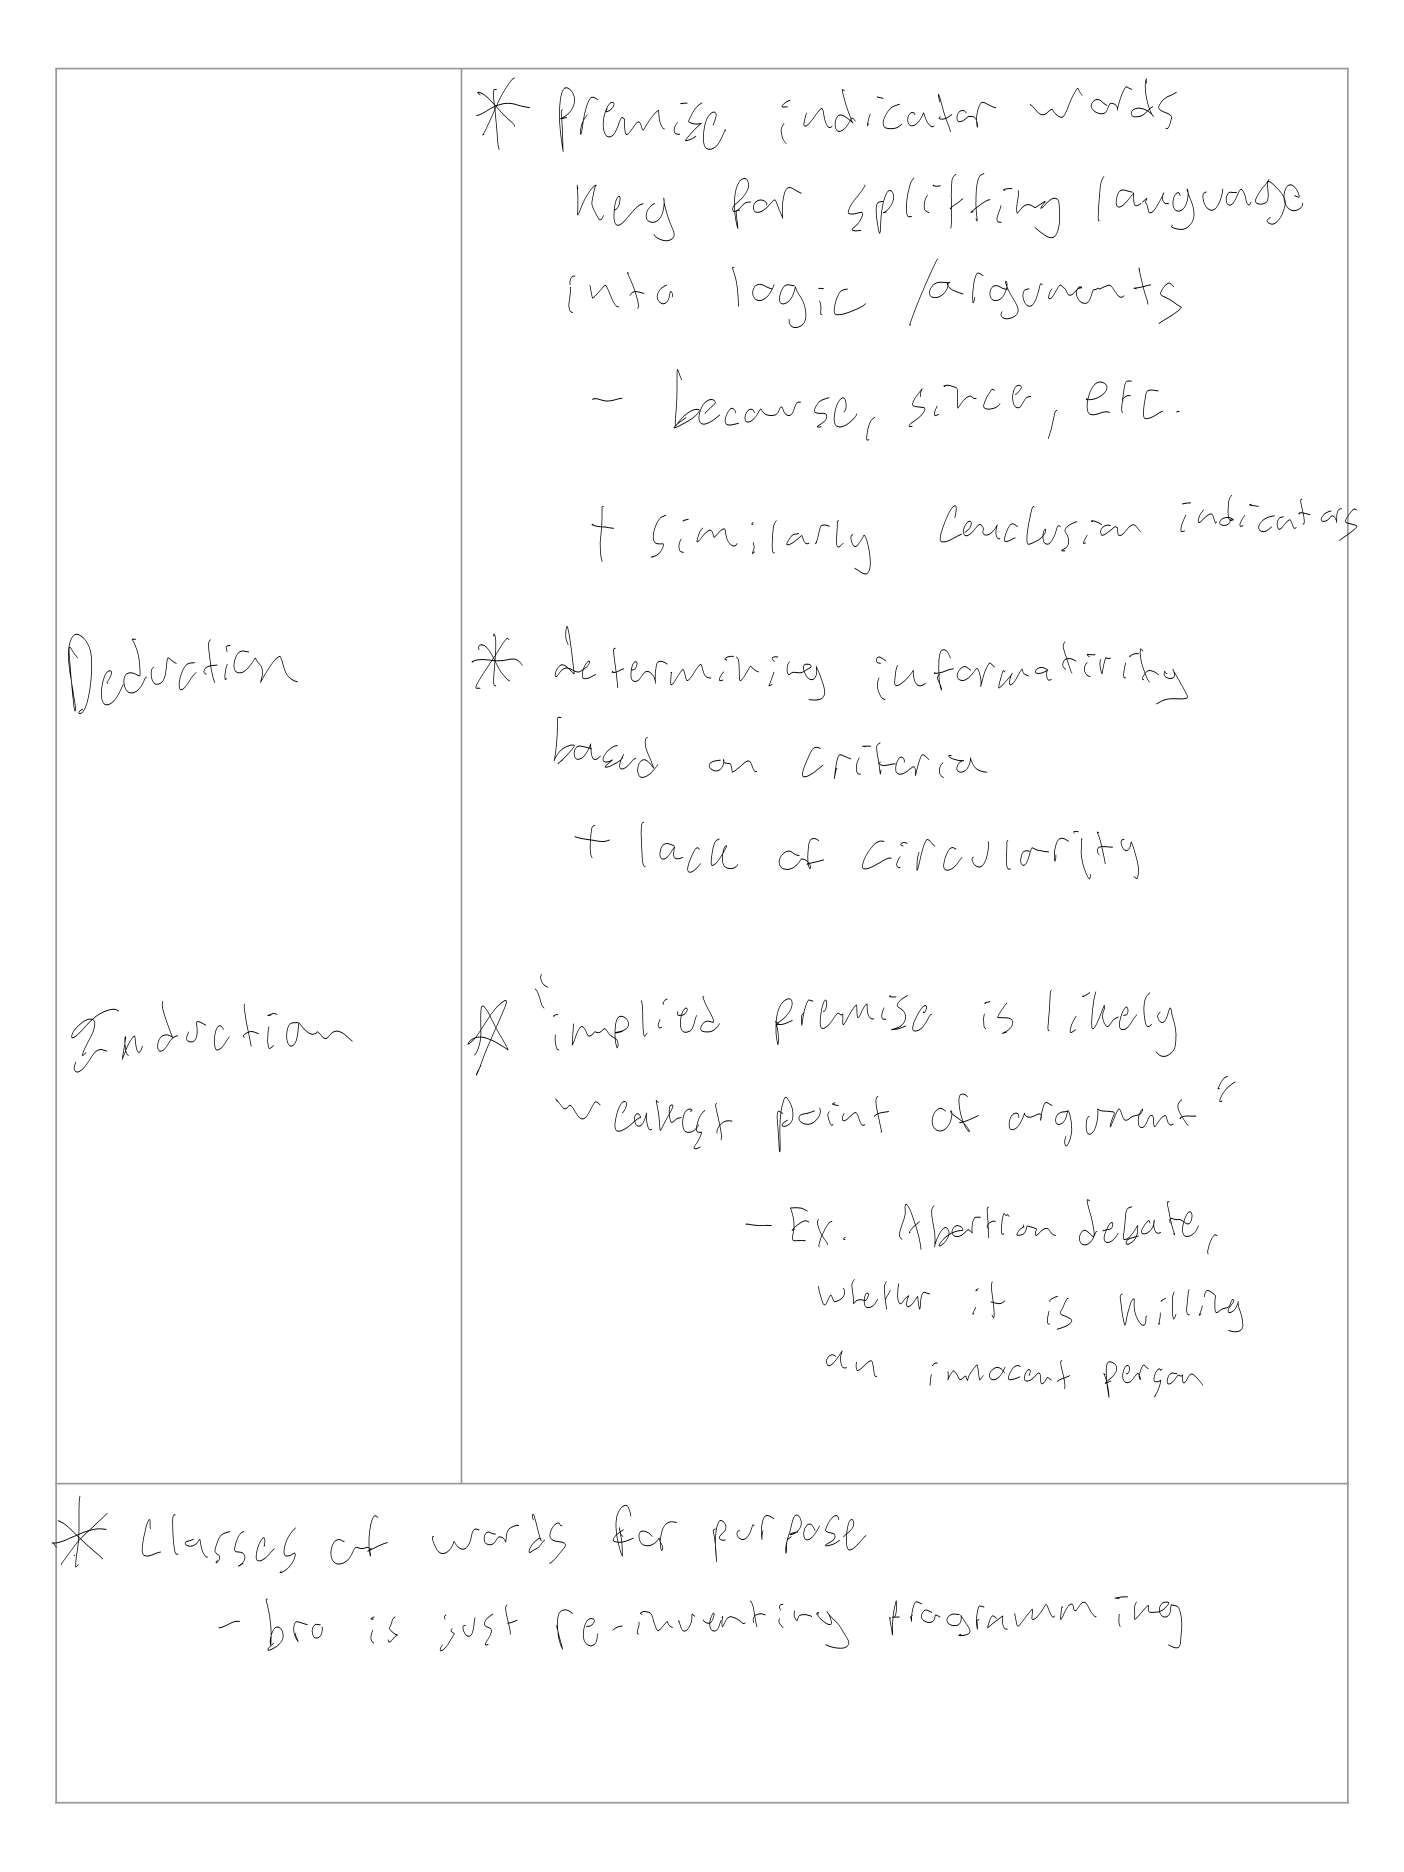 * Premise indicator words
Key for splitting language
into logic /arguments
- because, since, etc.
+ similarly Conclusion indicators
Deduction * determining informativity
based on criteria
+ lack of circularity
Induction ☆ "implied premise is likely
weakest point of argument"
- Ex. Abortion debate,
whether it is killing
an innocent person
* Classes of words for purpose
- bro is just re-inventing programming